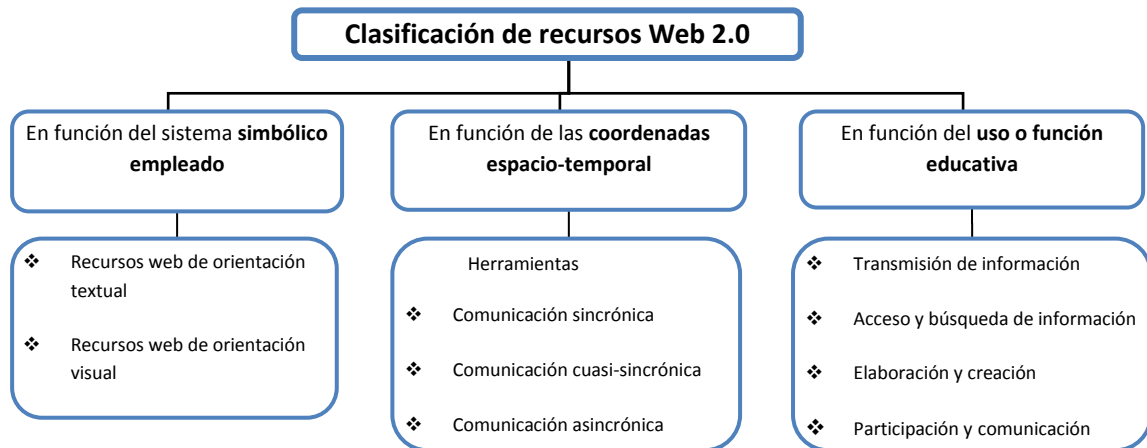 Clasificación de recursos Web 2.0
En función del sistema simbólico
empleado
En función de las coordenadas
espacio-temporal
En función del uso o función
educativa
❖ Recursos web de orientación
textual
❖ Recursos web de orientación
visual
Herramientas
❖ Comunicación sincrónica
❖ Comunicación cuasi-sincrónica
❖ Comunicación asincrónica
❖ Transmisión de información
❖ Acceso y búsqueda de información
❖ Elaboración y creación
❖ Participación y comunicación